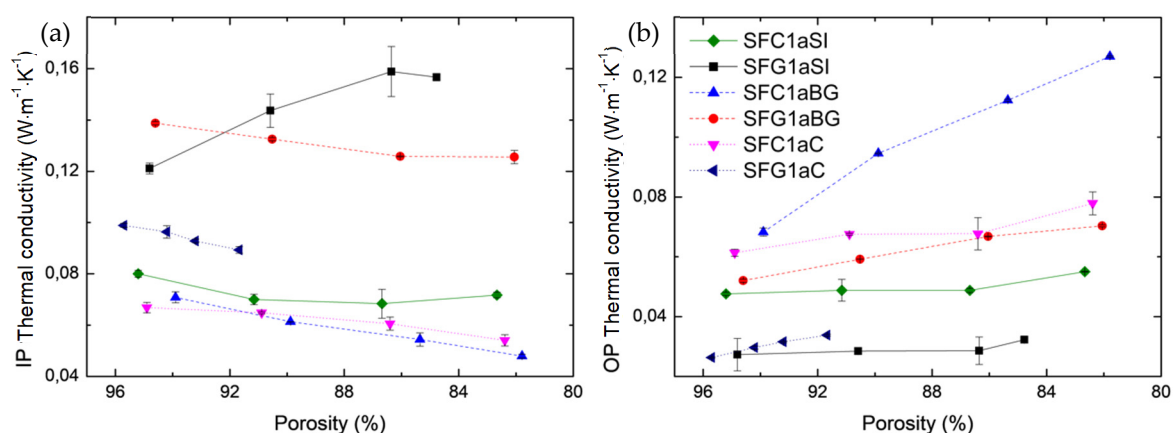 (a)
IP Thermal conductivity (W·m⁻¹·K⁻¹)
0,16
0,12
0,08
0,04
96 92 88 84 80
Porosity (%)
(b)
OP Thermal conductivity (W·m⁻¹·K⁻¹)
SFC1aSI
SFG1aSI
SFC1aBG
SFG1aBG
SFC1aC
SFG1aC
0,12
0,08
0,04
96 92 88 84 80
Porosity (%)